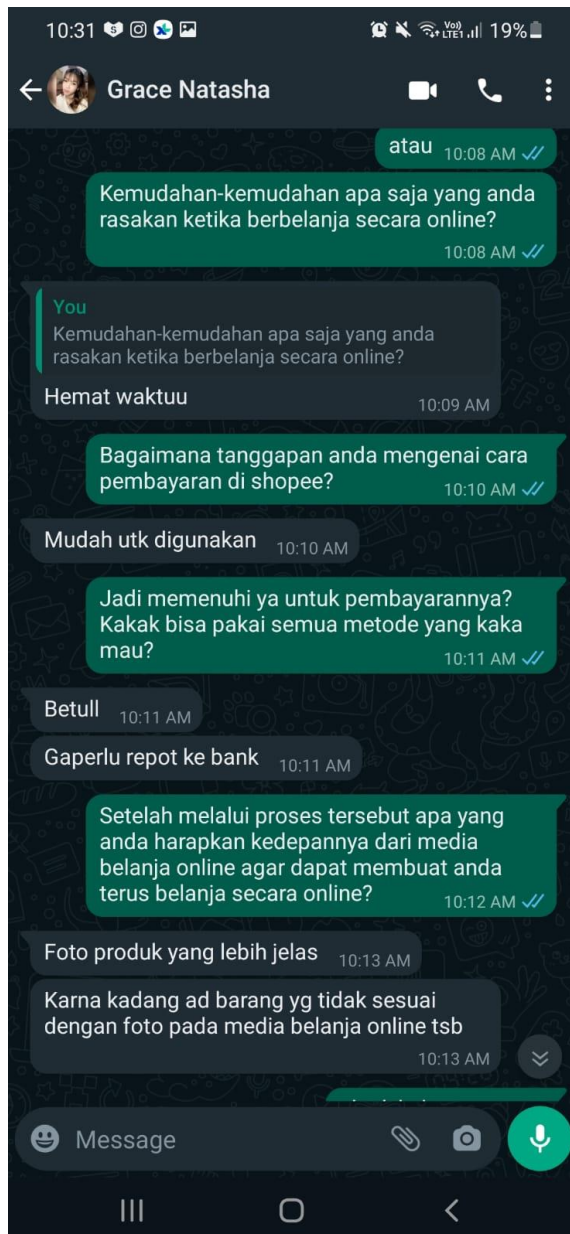 10:31
19%
Grace Natasha
atau 10:08 AM
Kemudahan-kemudahan apa saja yang anda
rasakan ketika berbelanja secara online?
10:08 AM
You
Kemudahan-kemudahan apa saja yang anda
rasakan ketika berbelanja secara online?
Hemat waktuu
10:09 AM
Bagaimana tanggapan anda mengenai cara
pembayaran di shopee?
10:10 AM
Mudah utk digunakan 10:10 AM
Jadi memenuhi ya untuk pembayarannya?
Kakak bisa pakai semua metode yang kaka
mau?
10:11 AM
Betull 10:11 AM
Gaperlu repot ke bank 10:11 AM
Setelah melalui proses tersebut apa yang
anda harapkan kedepannya dari media
belanja online agar dapat membuat anda
terus belanja secara online?
10:12 AM
Foto produk yang lebih jelas 10:13 AM
Karna kadang ad barang yg tidak sesuai
dengan foto pada media belanja online tsb
10:13 AM
Message